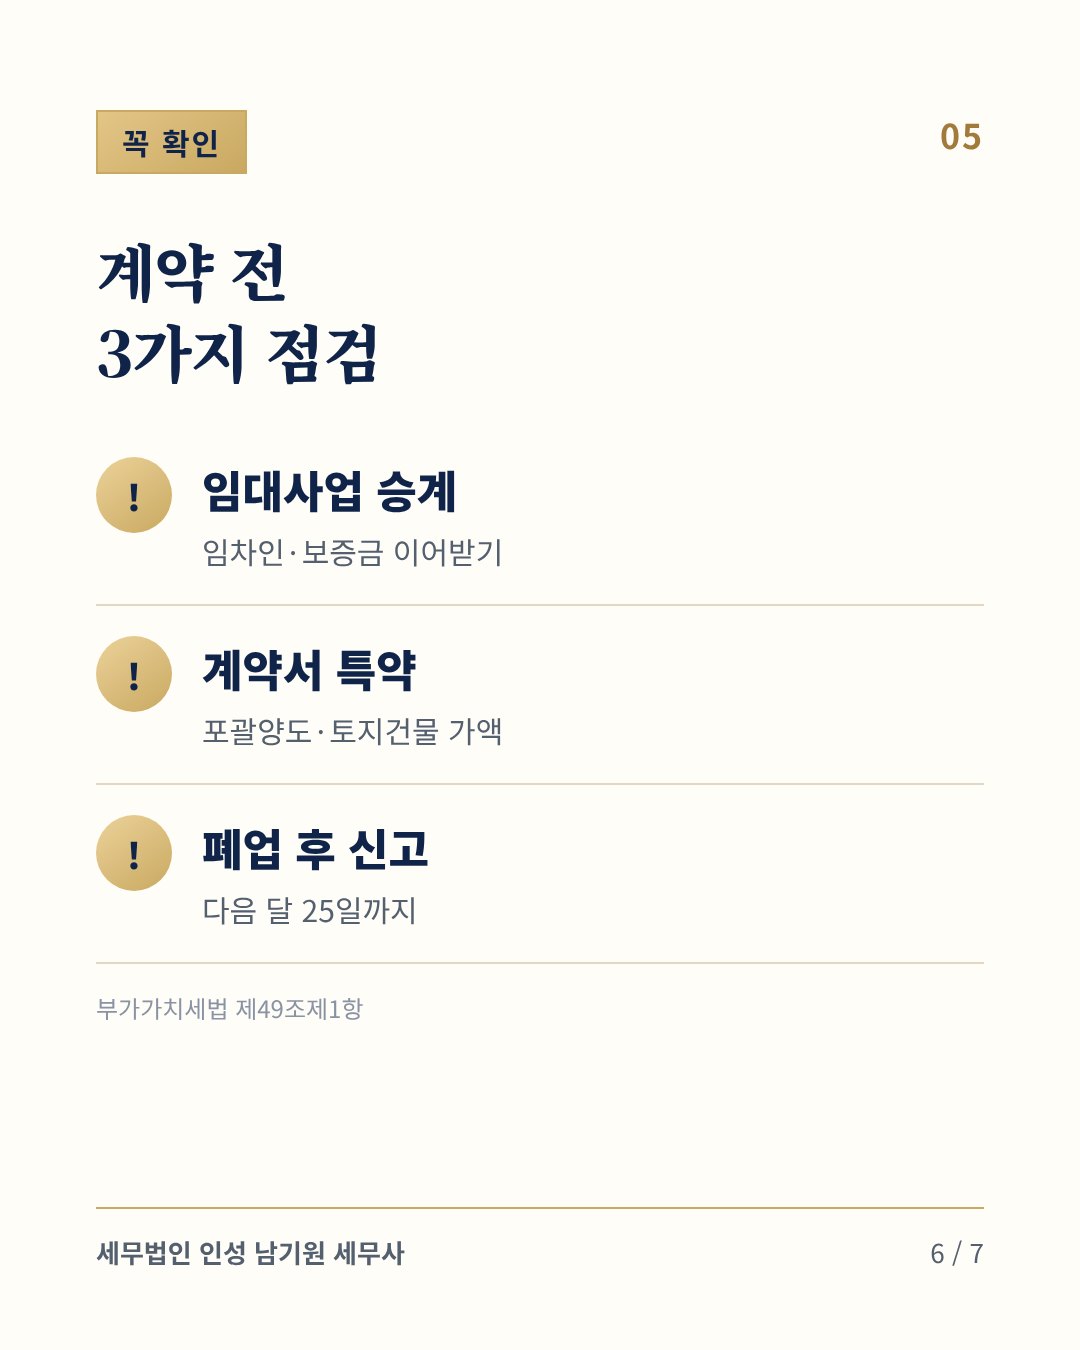 꼭 확인
05
계약 전
3가지 점검
!
임대사업 승계
임차인·보증금 이어받기
!
계약서 특약
포괄양도·토지건물 가액
!
폐업 후 신고
다음 달 25일까지
부가가치세법 제49조제1항
세무법인 인성 남기원 세무사
6 / 7